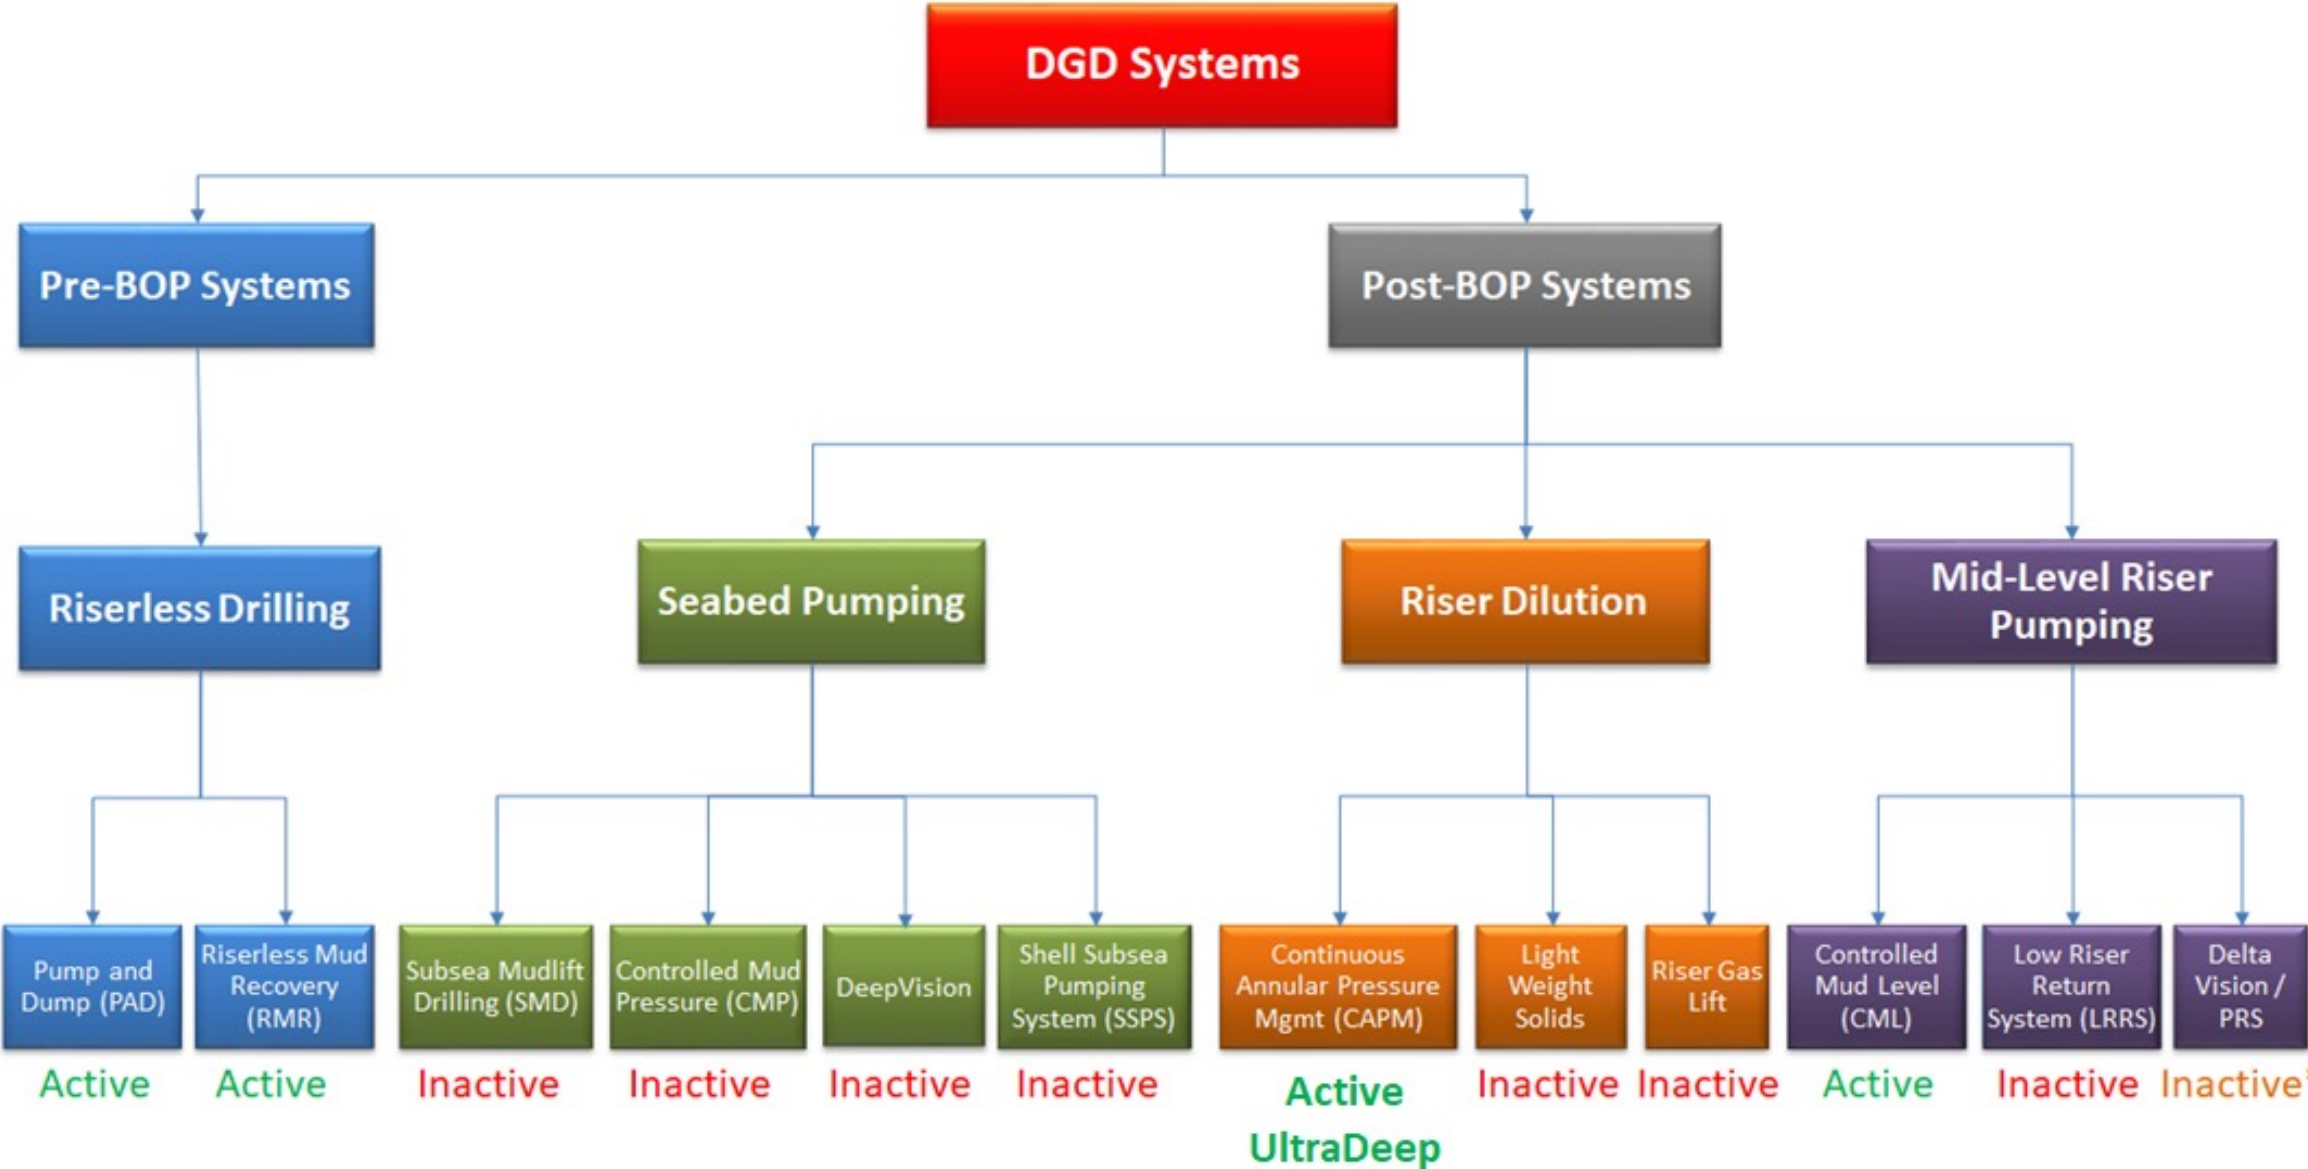 DGD Systems
Pre-BOP Systems
Post-BOP Systems
Riserless Drilling
Seabed Pumping
Riser Dilution
Mid-Level Riser
Pumping
Pump and
Dump (PAD)
Riserless Mud
Recovery
(RMR)
Subsea Mudlift
Drilling (SMD)
Controlled Mud
Pressure (CMP)
DeepVision
Shell Subsea
Pumping
System (SSPS)
Continuous
Annular Pressure
Mgmt (CAPM)
Light
Weight
Solids
Riser Gas
Lift
Controlled
Mud Level
(CML)
Low Riser
Return
System (LRRS)
Delta
Vision /
PRS
Active
Active
Inactive
Inactive
Inactive
Inactive
Active
UltraDeep
Inactive
Inactive
Active
Inactive
Inactive*